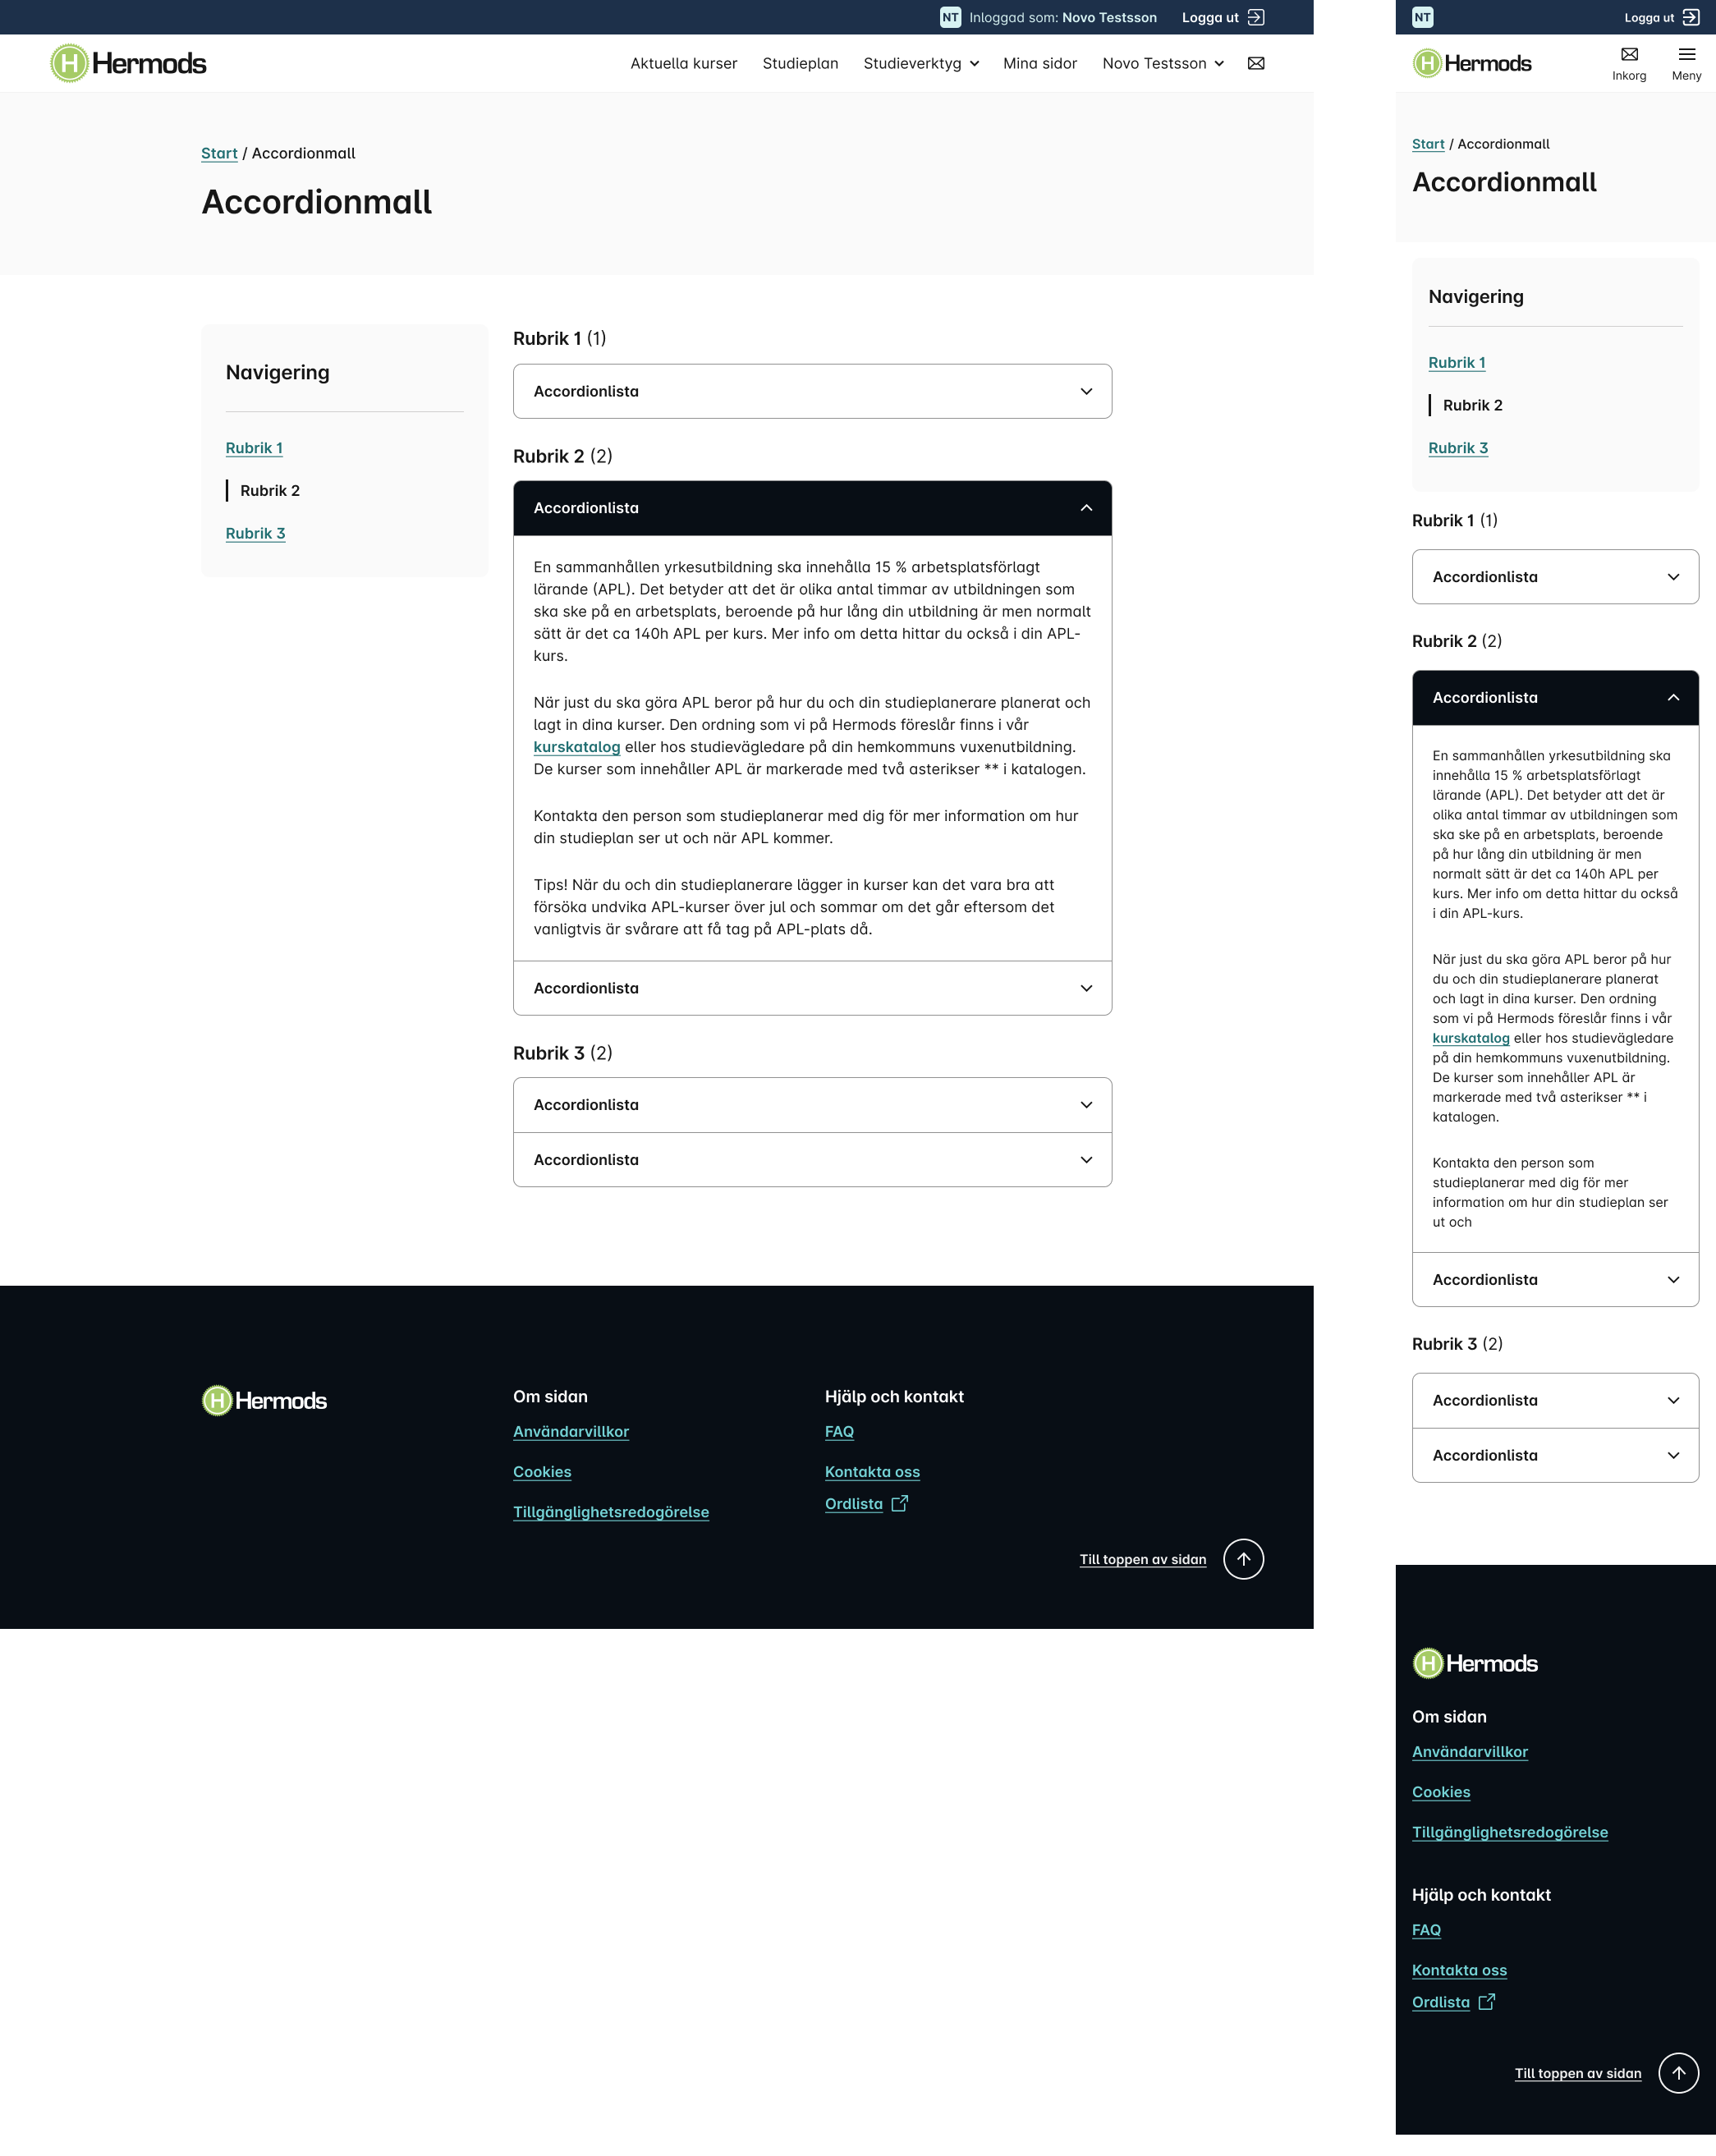 NT Inloggad som: Novo Testsson Logga ut
Hermods
Aktuella kurser Studieplan Studieverktyg Mina sidor Novo Testsson
Start / Accordionmall
Accordionmall
Navigering
Rubrik 1
Rubrik 2
Rubrik 3
Rubrik 1 (1)
Accordionlista
Rubrik 2 (2)
Accordionlista
En sammanhållen yrkesutbildning ska innehålla 15 % arbetsplatsförlagt
lärande (APL). Det betyder att det är olika antal timmar av utbildningen som
ska ske på en arbetsplats, beroende på hur lång din utbildning är men normalt
sätt är det ca 140h APL per kurs. Mer info om detta hittar du också i din APL-
kurs.
När just du ska göra APL beror på hur du och din studieplanerare planerat och
lagt in dina kurser. Den ordning som vi på Hermods föreslår finns i vår
kurskatalog eller hos studievägledare på din hemkommuns vuxenutbildning.
De kurser som innehåller APL är markerade med två asterikser ** i katalogen.
Kontakta den person som studieplanerar med dig för mer information om hur
din studieplan ser ut och när APL kommer.
Tips! När du och din studieplanerare lägger in kurser kan det vara bra att
försöka undvika APL-kurser över jul och sommar om det går eftersom det
vanligtvis är svårare att få tag på APL-plats då.
Accordionlista
Rubrik 3 (2)
Accordionlista
Accordionlista
Hermods
Om sidan
Användarvillkor
Cookies
Tillgänglighetsredogörelse
Hjälp och kontakt
FAQ
Kontakta oss
Ordlista
Till toppen av sidan
NT Logga ut
Hermods
Inkorg Meny
Start / Accordionmall
Accordionmall
Navigering
Rubrik 1
Rubrik 2
Rubrik 3
Rubrik 1 (1)
Accordionlista
Rubrik 2 (2)
Accordionlista
En sammanhållen yrkesutbildning ska
innehålla 15 % arbetsplatsförlagt
lärande (APL). Det betyder att det är
olika antal timmar av utbildningen som
ska ske på en arbetsplats, beroende
på hur lång din utbildning är men
normalt sätt är det ca 140h APL per
kurs. Mer info om detta hittar du också
i din APL-kurs.
När just du ska göra APL beror på hur
du och din studieplanerare planerat
och lagt in dina kurser. Den ordning
som vi på Hermods föreslår finns i vår
kurskatalog eller hos studievägledare
på din hemkommuns vuxenutbildning.
De kurser som innehåller APL är
markerade med två asterikser ** i
katalogen.
Kontakta den person som
studieplanerar med dig för mer
information om hur din studieplan ser
ut och
Accordionlista
Rubrik 3 (2)
Accordionlista
Accordionlista
Hermods
Om sidan
Användarvillkor
Cookies
Tillgänglighetsredogörelse
Hjälp och kontakt
FAQ
Kontakta oss
Ordlista
Till toppen av sidan